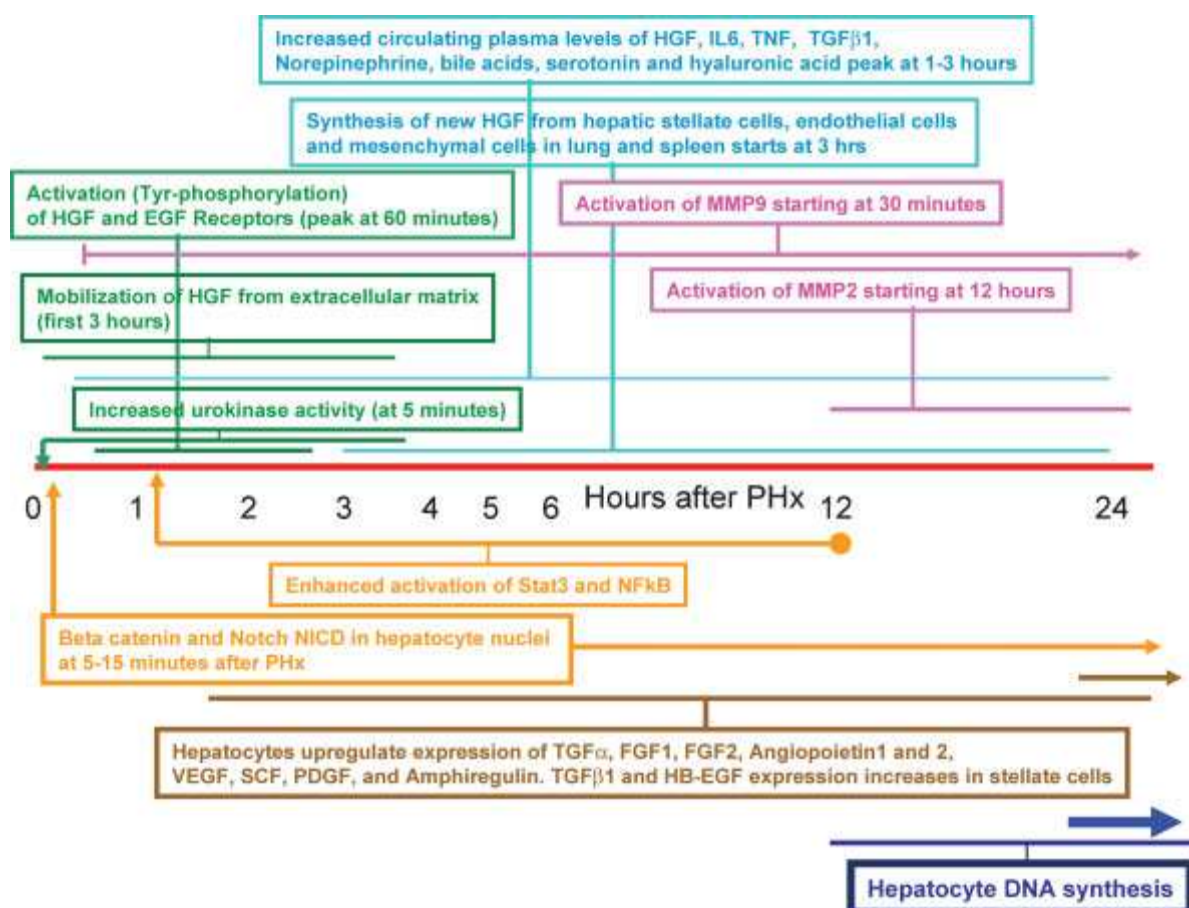 Increased circulating plasma levels of HGF, IL6, TNF, TGFβ1,
Norepinephrine, bile acids, serotonin and hyaluronic acid peak at 1-3 hours
Synthesis of new HGF from hepatic stellate cells, endothelial cells
and mesenchymal cells in lung and spleen starts at 3 hrs
Activation (Tyr-phosphorylation)
of HGF and EGF Receptors (peak at 60 minutes)
Activation of MMP9 starting at 30 minutes
Mobilization of HGF from extracellular matrix
(first 3 hours)
Activation of MMP2 starting at 12 hours
Increased urokinase activity (at 5 minutes)
0 1 2 3 4 5 6 Hours after PHx 12 24
Enhanced activation of Stat3 and NFkB
Beta catenin and Notch NICD in hepatocyte nuclei
at 5-15 minutes after PHx
Hepatocytes upregulate expression of TGFα, FGF1, FGF2, Angiopoietin1 and 2,
VEGF, SCF, PDGF, and Amphiregulin. TGFβ1 and HB-EGF expression increases in stellate cells
Hepatocyte DNA synthesis